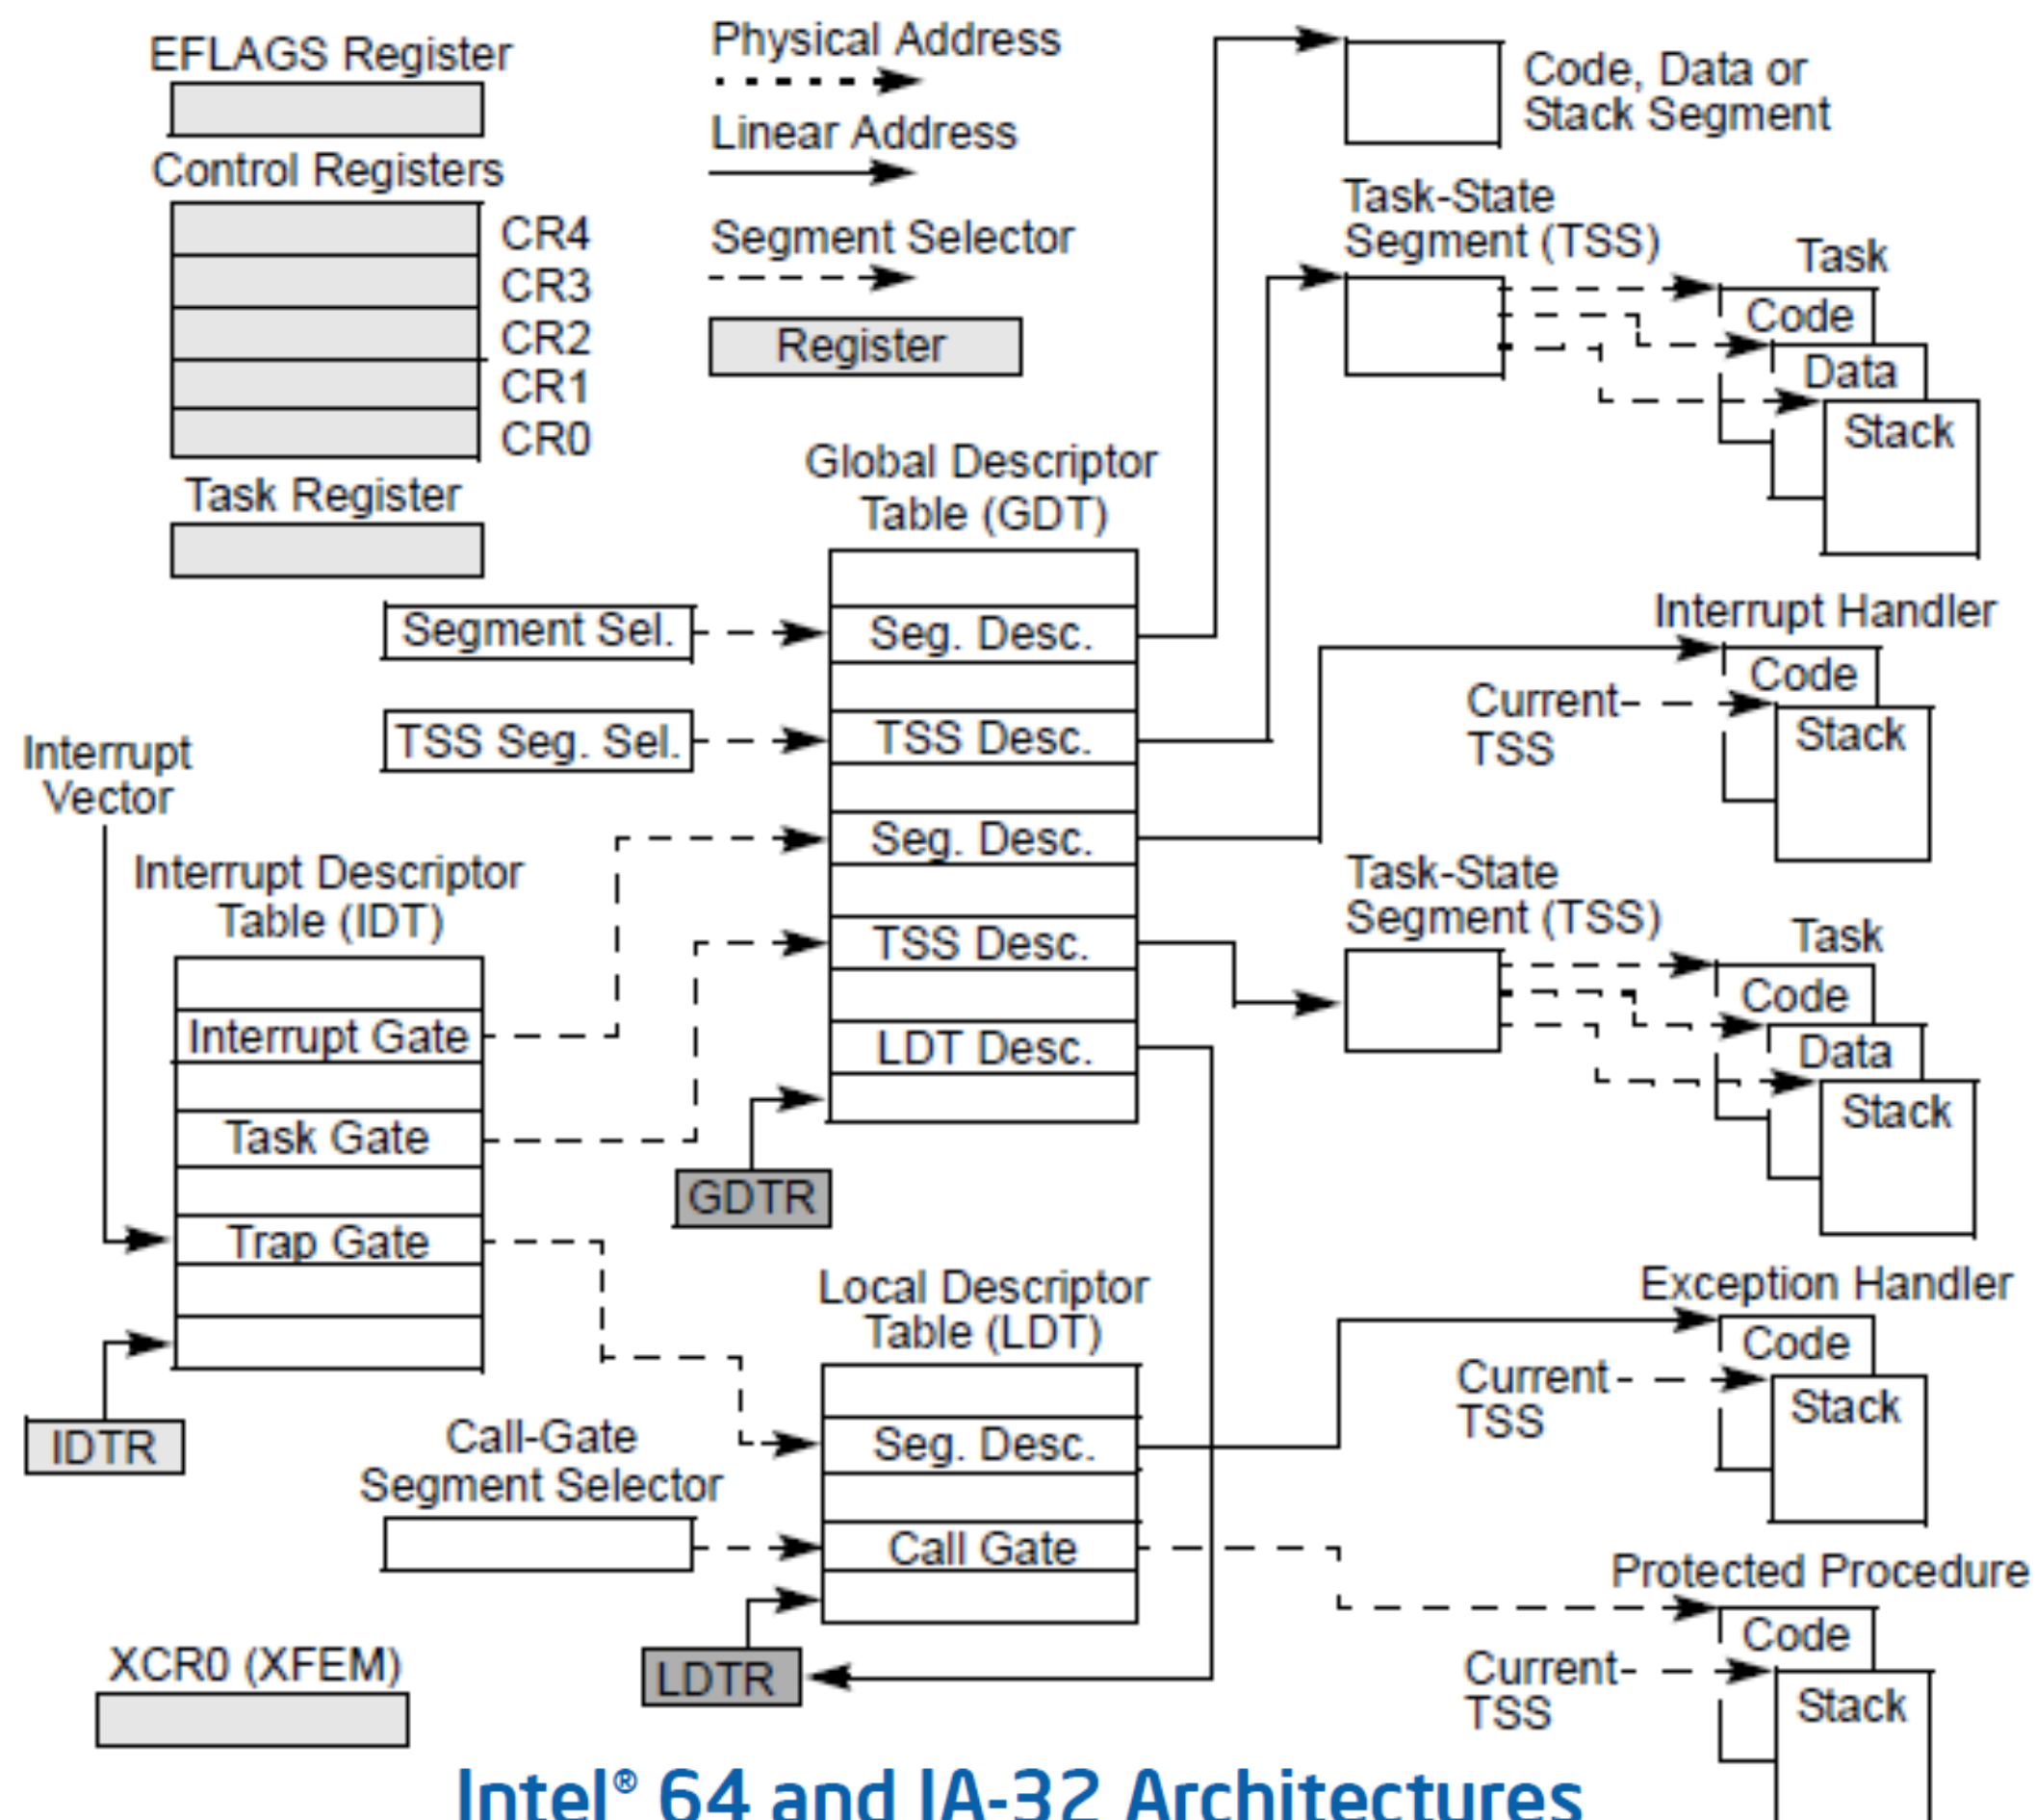 EFLAGS Register
Control Registers
CR4
CR3
CR2
CR1
CR0
Task Register
Physical Address
Linear Address
Segment Selector
Register
Code, Data or
Stack Segment
Task-State
Segment (TSS)
Task
Code
Data
Stack
Global Descriptor
Table (GDT)
Segment Sel.
Seg. Desc.
TSS Seg. Sel.
TSS Desc.
Seg. Desc.
TSS Desc.
LDT Desc.
GDTR
Interrupt Handler
Code
Current
TSS
Stack
Interrupt
Vector
Interrupt Descriptor
Table (IDT)
Interrupt Gate
Task Gate
Trap Gate
IDTR
Task-State
Segment (TSS)
Task
Code
Data
Stack
Local Descriptor
Table (LDT)
Seg. Desc.
Call-Gate
Segment Selector
Call Gate
LDTR
Exception Handler
Code
Current
TSS
Stack
Protected Procedure
Code
Current
TSS
Stack
XCR0 (XFEM)
Intel® 64 and IA-32 Architectures